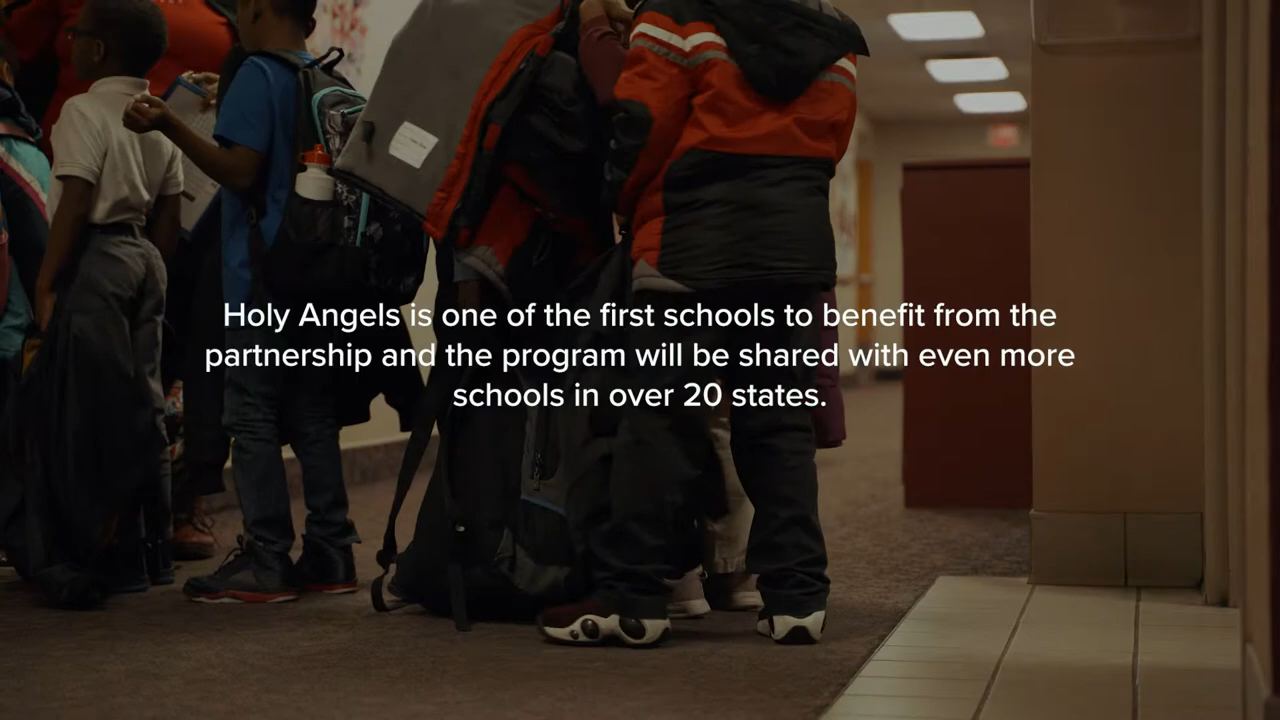 Holy Angels is one of the first schools to benefit from the
partnership and the program will be shared with even more
schools in over 20 states.